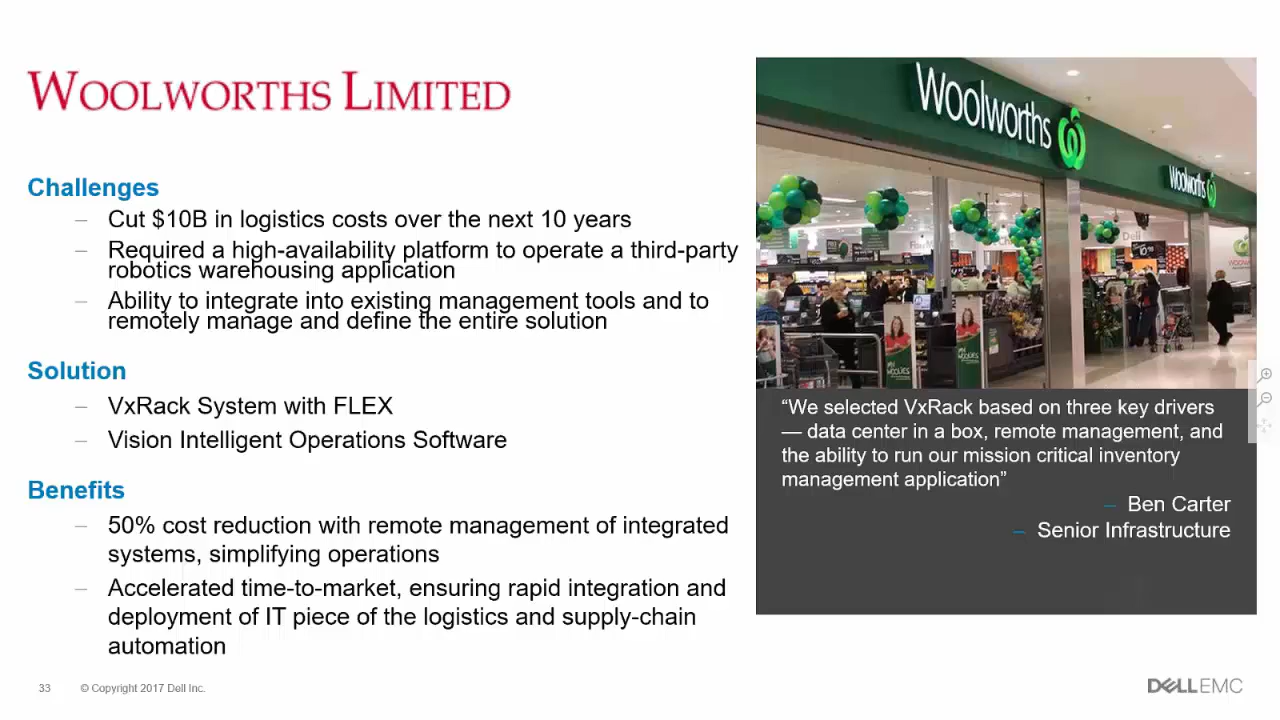 WOOLWORTHS LIMITED
Challenges
– Cut $10B in logistics costs over the next 10 years
– Required a high-availability platform to operate a third-party
robotics warehousing application
– Ability to integrate into existing management tools and to
remotely manage and define the entire solution
Solution
– VxRack System with FLEX
– Vision Intelligent Operations Software
Benefits
– 50% cost reduction with remote management of integrated
systems, simplifying operations
– Accelerated time-to-market, ensuring rapid integration and
deployment of IT piece of the logistics and supply-chain
automation
Woolworths
Woolworths
Deli
“We selected VxRack based on three key drivers
— data center in a box, remote management, and
the ability to run our mission critical inventory
management application”
– Ben Carter
– Senior Infrastructure
33
© Copyright 2017 Dell Inc.
DELLEMC